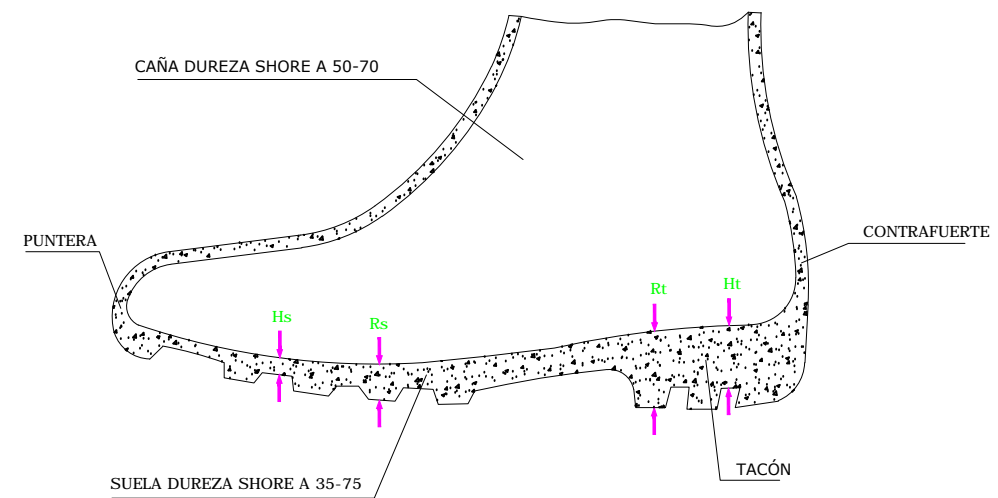 CAÑA DUREZA SHORE A 50-70
PUNTERA
CONTRAFUERTE
Hs
Rs
Rt
Ht
TACÓN
SUELA DUREZA SHORE A 35-75